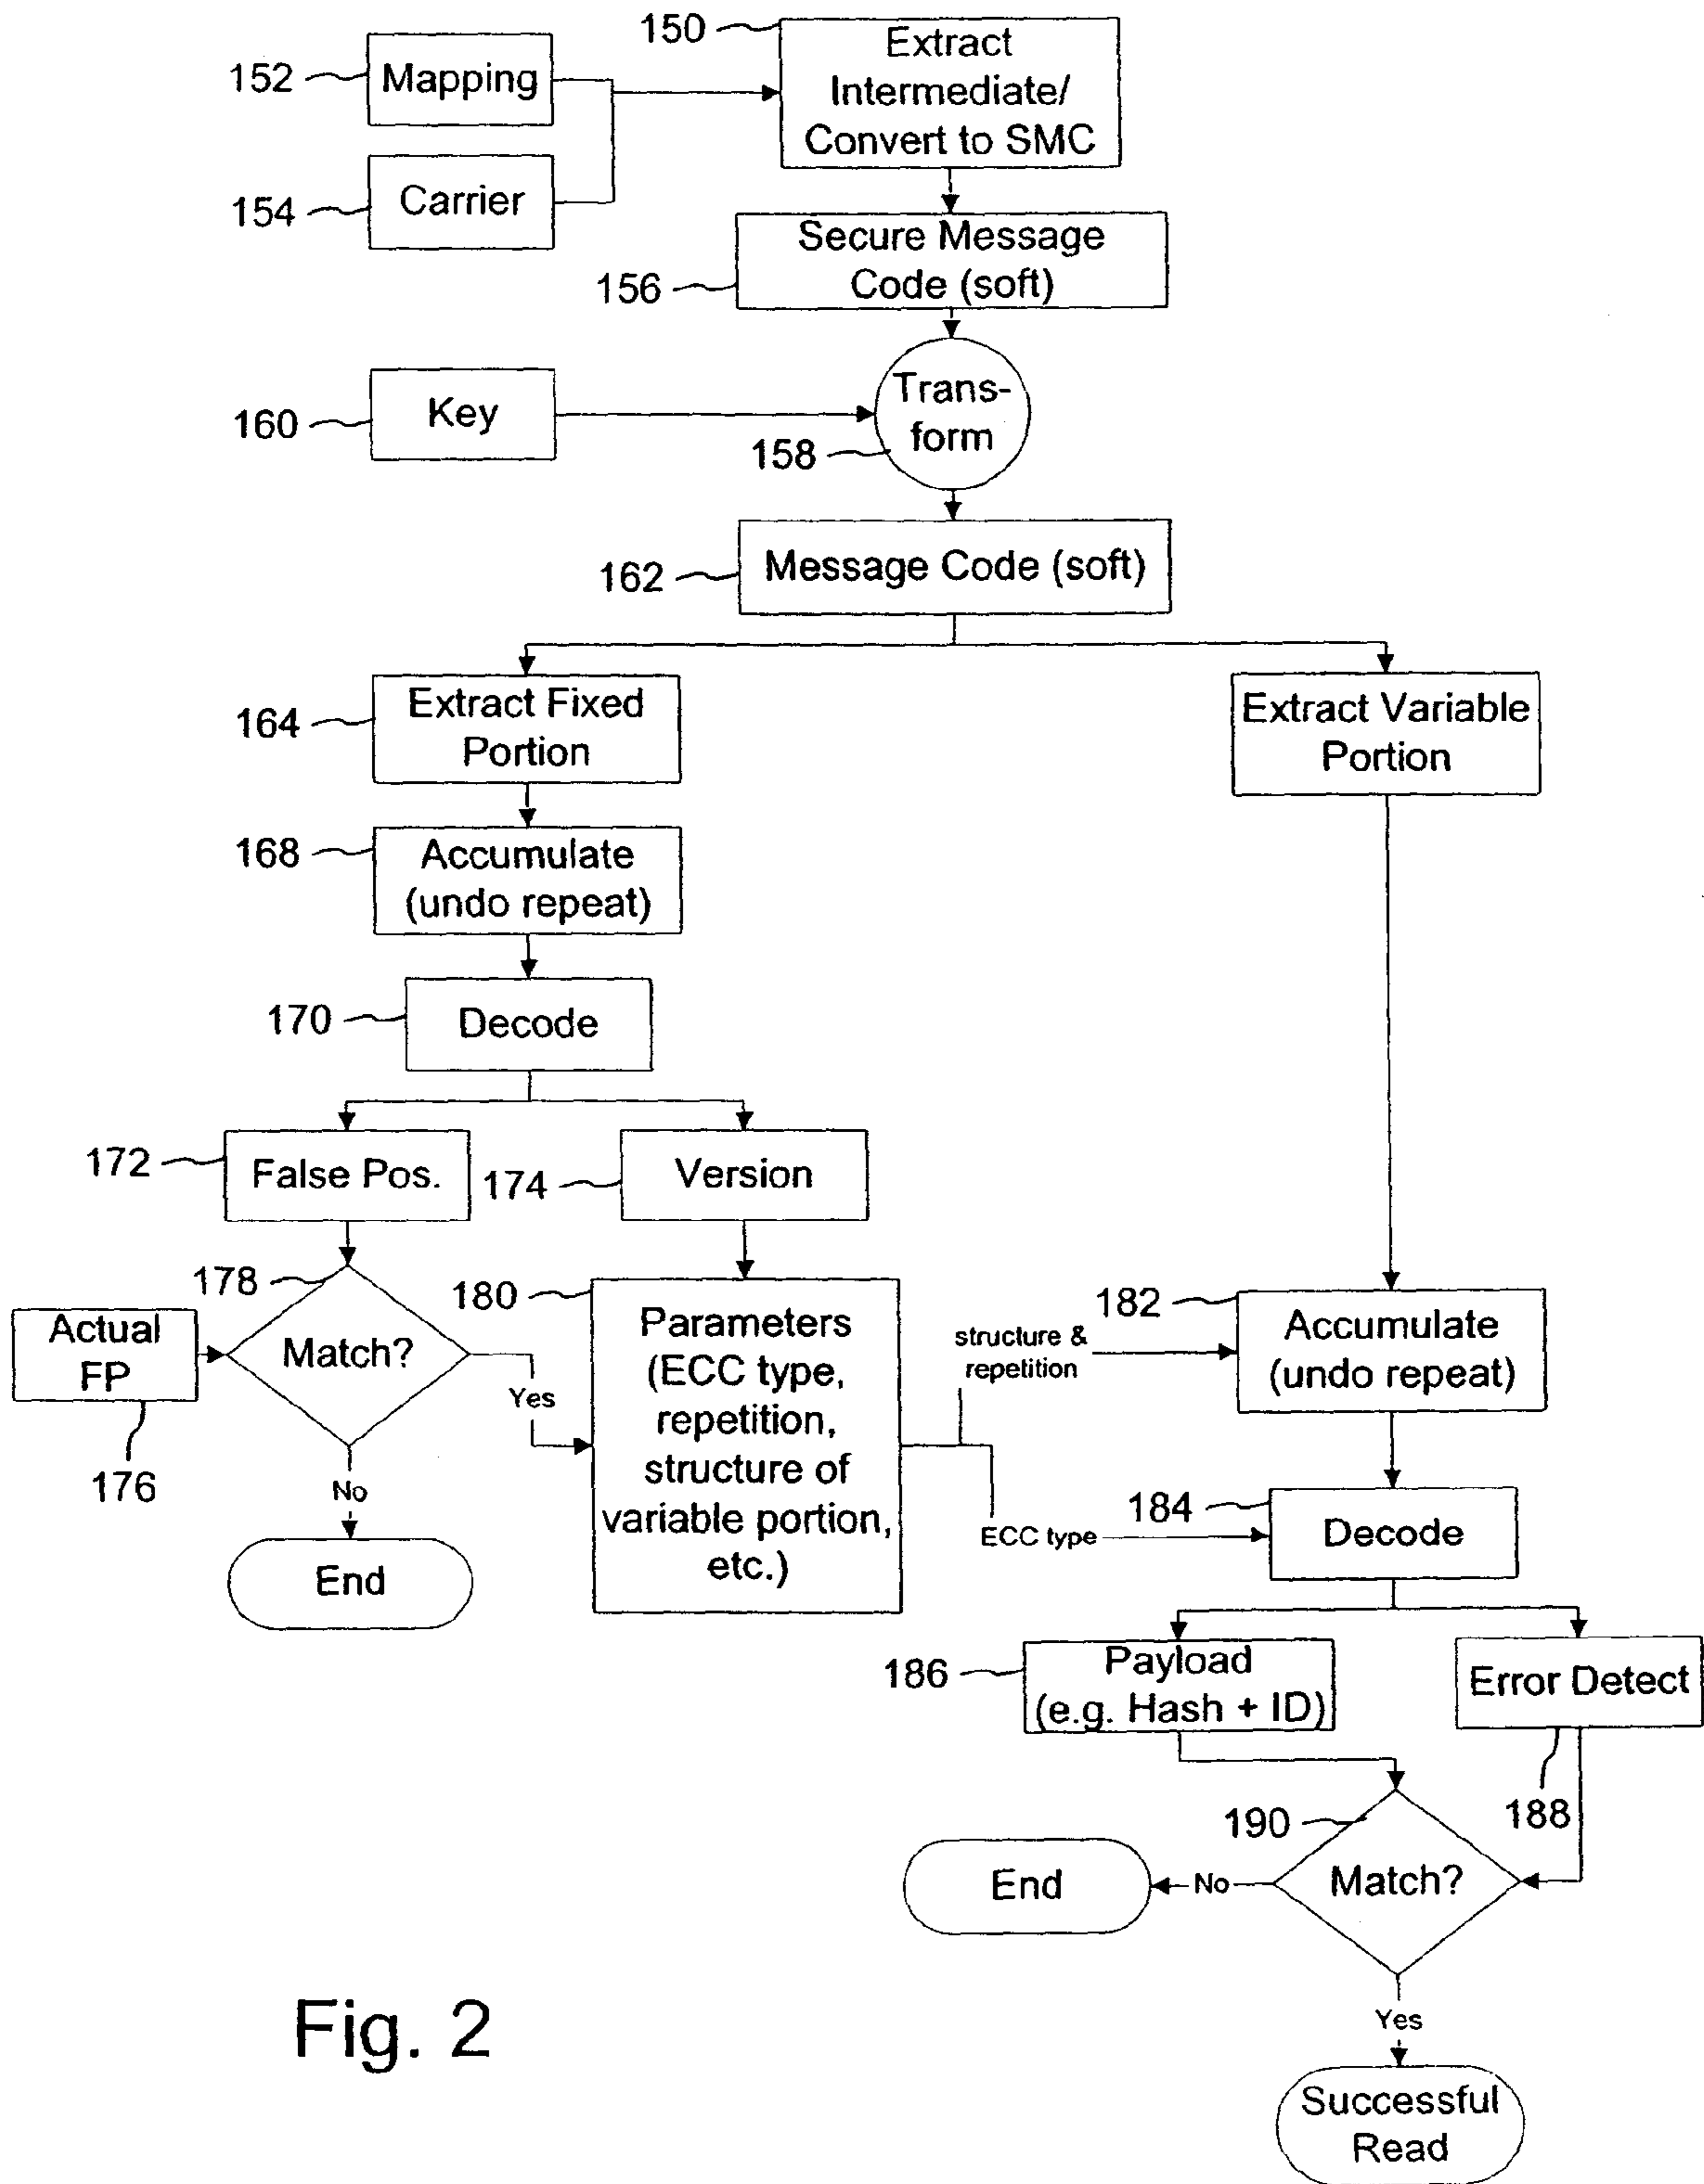 150
Extract
Intermediate/
Convert to SMC
152
Mapping
154
Carrier
Secure Message
Code (soft)
156
160
Key
Trans-
form
158
162
Message Code (soft)
164
Extract Fixed
Portion
Extract Variable
Portion
168
Accumulate
(undo repeat)
170
Decode
172
False Pos.
174
Version
178
Match?
Actual
FP
176
Yes
No
End
180
Parameters
(ECC type,
repetition,
structure of
variable portion,
etc.)
structure &
repetition
ECC type
182
Accumulate
(undo repeat)
184
Decode
186
Payload
(e.g. Hash + ID)
Error Detect
188
190
Match?
No
End
Yes
Successful
Read
Fig. 2